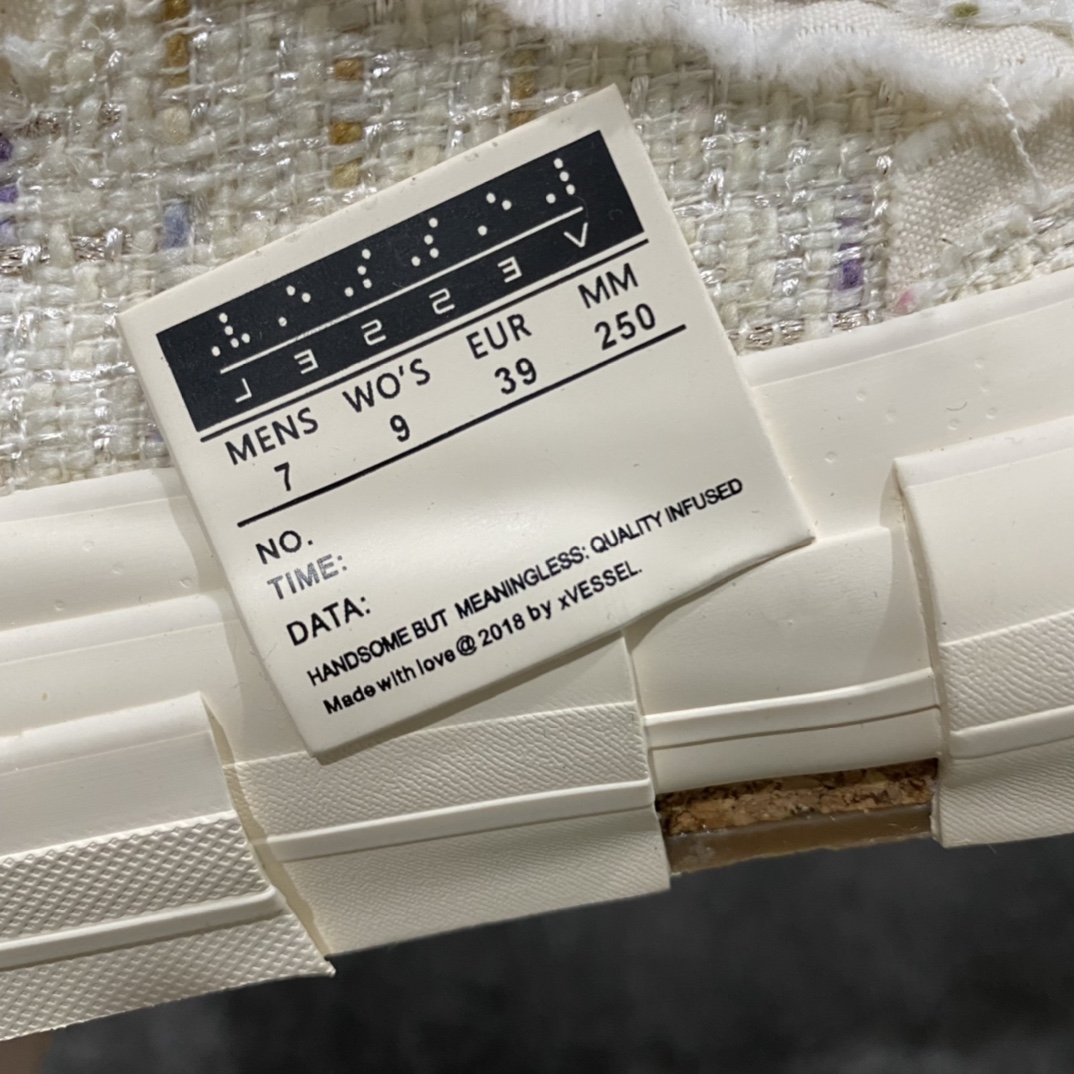 VESSEL
MENS WO'S EUR MM
7 9 39 250
NO.
TIME:
DATA:
HANDSOME BUT MEANINGLESS: QUALITY INFUSED
Made with love@2018 by xVESSEL.